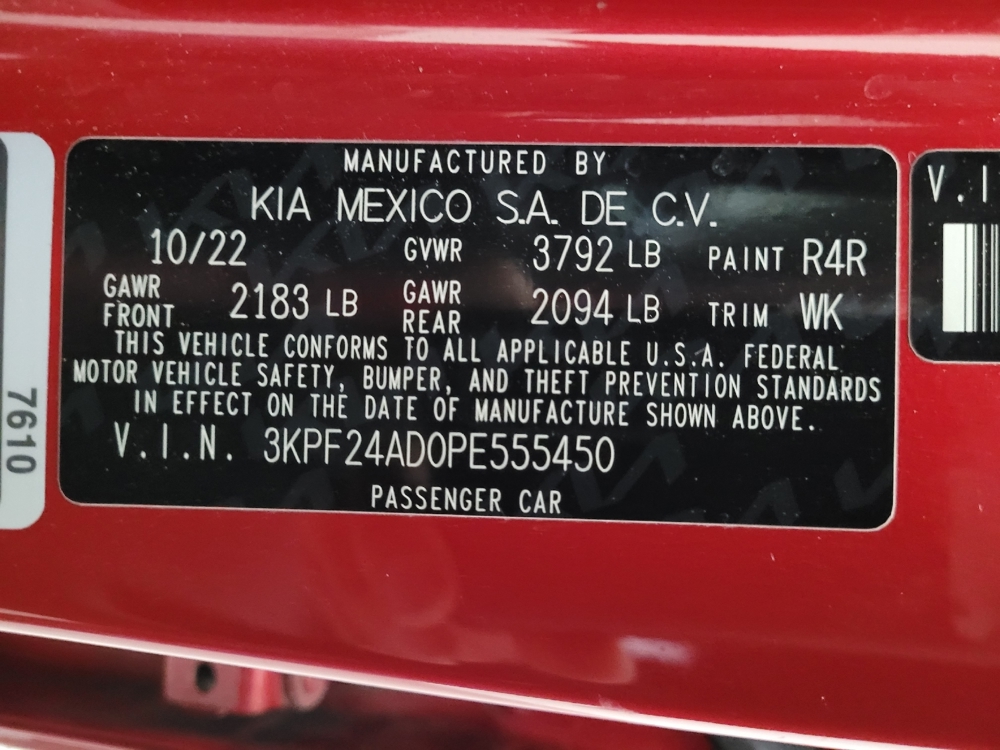 MANUFACTURED BY
KIA MEXICO S.A. DE C.V.
10/22 GVWR 3792 LB PAINT R4R
GAWR FRONT 2183 LB GAWR REAR 2094 LB TRIM WK
THIS VEHICLE CONFORMS TO ALL APPLICABLE U.S.A. FEDERAL
MOTOR VEHICLE SAFETY, BUMPER, AND THEFT PREVENTION STANDARDS
IN EFFECT ON THE DATE OF MANUFACTURE SHOWN ABOVE.
V.I.N. 3KPF24AD0PE555450
PASSENGER CAR
7610
V.I